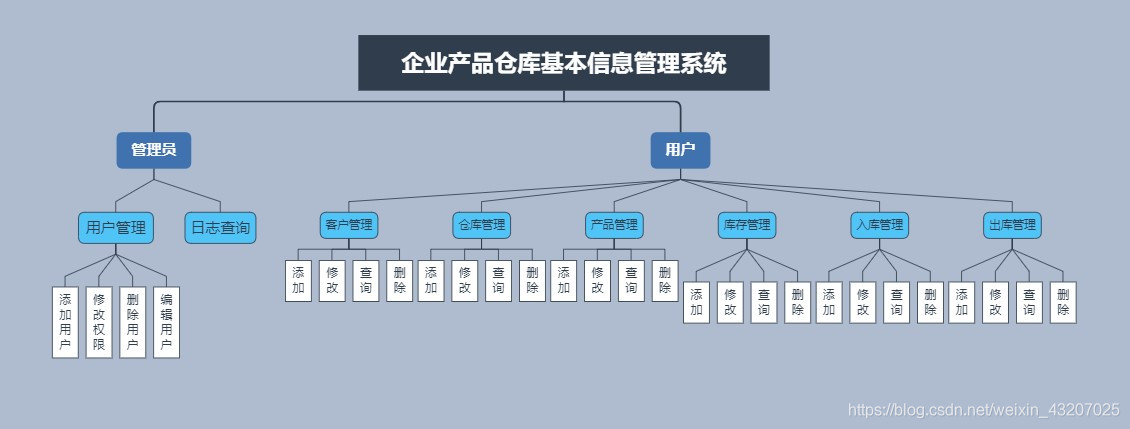 企业产品仓库基本信息管理系统
管理员
用户
用户管理
日志查询
客户管理
仓库管理
产品管理
库存管理
入库管理
出库管理
添加用户
修改权限
删除用户
编辑用户
添加
修改
查询
删除
添加
修改
查询
删除
添加
修改
查询
删除
添加
修改
查询
删除
添加
修改
查询
删除
添加
修改
查询
删除
https://blog.csdn.net/weixin_43207025